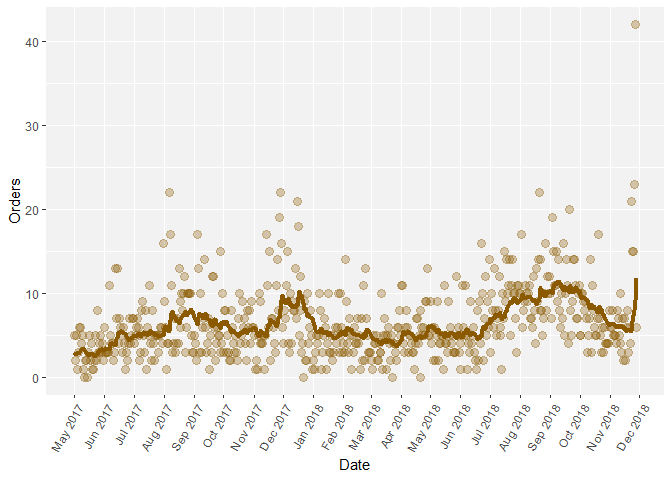 Orders
40
30
20
10
0
May 2017
Jun 2017
Jul 2017
Aug 2017
Sep 2017
Oct 2017
Nov 2017
Dec 2017
Jan 2018
Feb 2018
Mar 2018
Apr 2018
May 2018
Jun 2018
Jul 2018
Aug 2018
Sep 2018
Oct 2018
Nov 2018
Dec 2018
Date